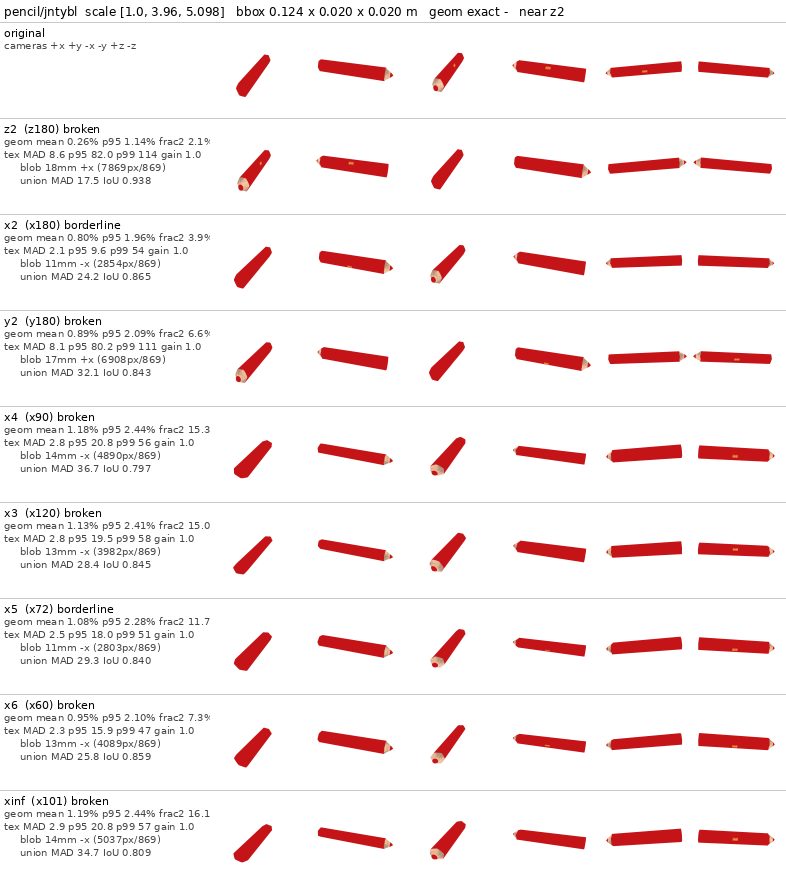 pencil/jntybl  scale [1.0, 3.96, 5.098]   bbox 0.124 x 0.020 x 0.020 m   geom exact -   near z2
original
cameras +x +y -x -y +z -z
z2  (z180) broken
geom mean 0.26% p95 1.14% frac2 2.1%
tex MAD 8.6 p95 82.0 p99 114 gain 1.0
blob 18mm +x (7869px/869)
union MAD 17.5 IoU 0.938
x2  (x180) borderline
geom mean 0.80% p95 1.96% frac2 3.9%
tex MAD 2.1 p95 9.6 p99 54 gain 1.0
blob 11mm -x (2854px/869)
union MAD 24.2 IoU 0.865
y2  (y180) broken
geom mean 0.89% p95 2.09% frac2 6.6%
tex MAD 8.1 p95 80.2 p99 111 gain 1.0
blob 17mm +x (6908px/869)
union MAD 32.1 IoU 0.843
x4  (x90) broken
geom mean 1.18% p95 2.44% frac2 15.3
tex MAD 2.8 p95 20.8 p99 56 gain 1.0
blob 14mm -x (4890px/869)
union MAD 36.7 IoU 0.797
x3  (x120) broken
geom mean 1.13% p95 2.41% frac2 15.0
tex MAD 2.8 p95 19.5 p99 58 gain 1.0
blob 13mm -x (3982px/869)
union MAD 28.4 IoU 0.845
x5  (x72) borderline
geom mean 1.08% p95 2.28% frac2 11.7
tex MAD 2.5 p95 18.0 p99 51 gain 1.0
blob 11mm -x (2803px/869)
union MAD 29.3 IoU 0.840
x6  (x60) broken
geom mean 0.95% p95 2.10% frac2 7.3%
tex MAD 2.3 p95 15.9 p99 47 gain 1.0
blob 13mm -x (4089px/869)
union MAD 25.8 IoU 0.859
xinf  (x101) broken
geom mean 1.19% p95 2.44% frac2 16.1
tex MAD 2.9 p95 20.8 p99 57 gain 1.0
blob 14mm -x (5037px/869)
union MAD 34.7 IoU 0.809